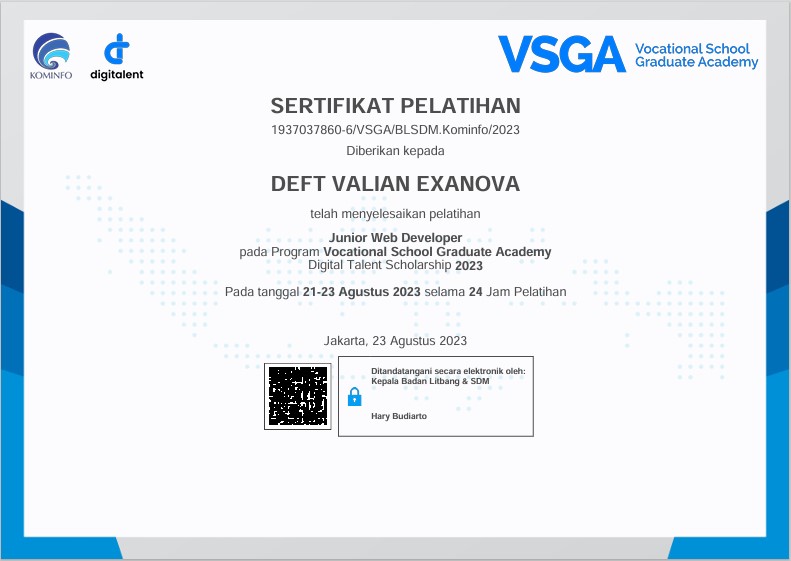 KOMINFO
digitalent
VSGA
Vocational School
Graduate Academy
SERTIFIKAT PELATIHAN
1937037860-6/VSGA/BLSDM.Kominfo/2023
Diberikan kepada
DEFT VALIAN EXANOVA
telah menyelesaikan pelatihan
Junior Web Developer
pada Program Vocational School Graduate Academy
Digital Talent Scholarship 2023
Pada tanggal 21-23 Agustus 2023 selama 24 Jam Pelatihan
Jakarta, 23 Agustus 2023
Ditandatangani secara elektronik oleh:
Kepala Badan Litbang & SDM
Hary Budiarto